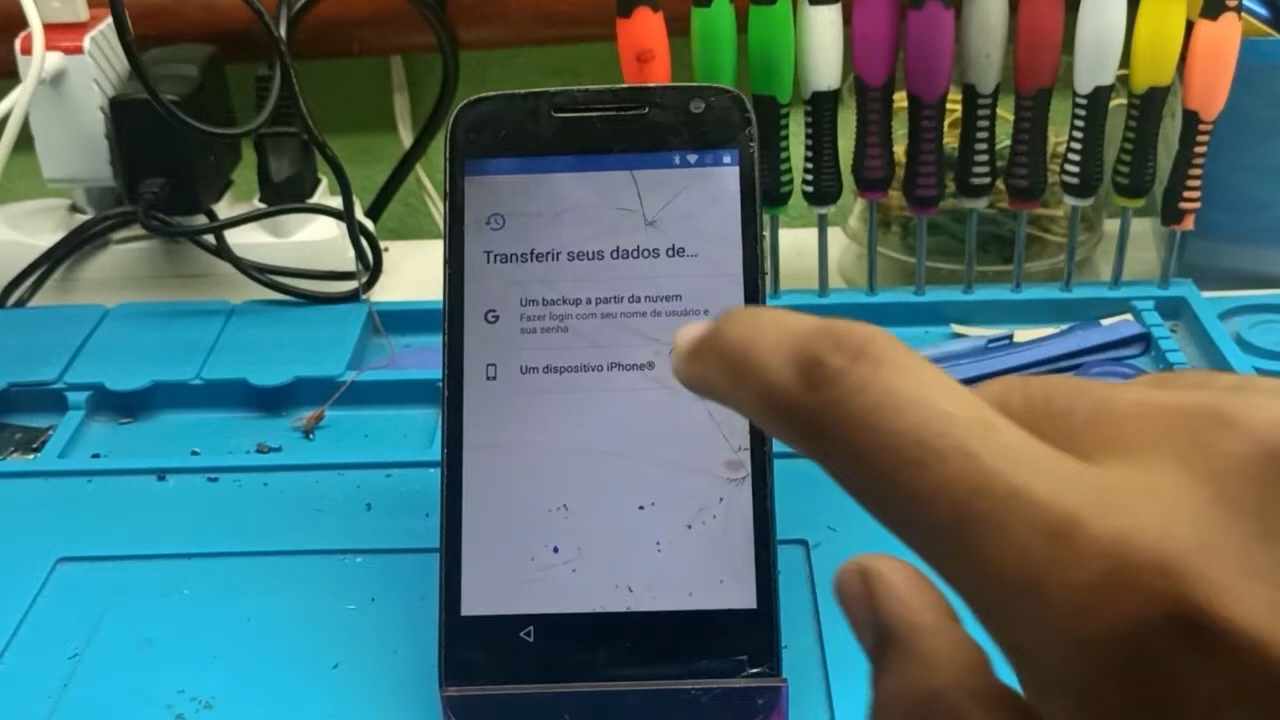 Transferir seus dados de...
Um backup a partir da nuvem
Fazer login com seu nome de usuário e
sua senha
Um dispositivo iPhone®